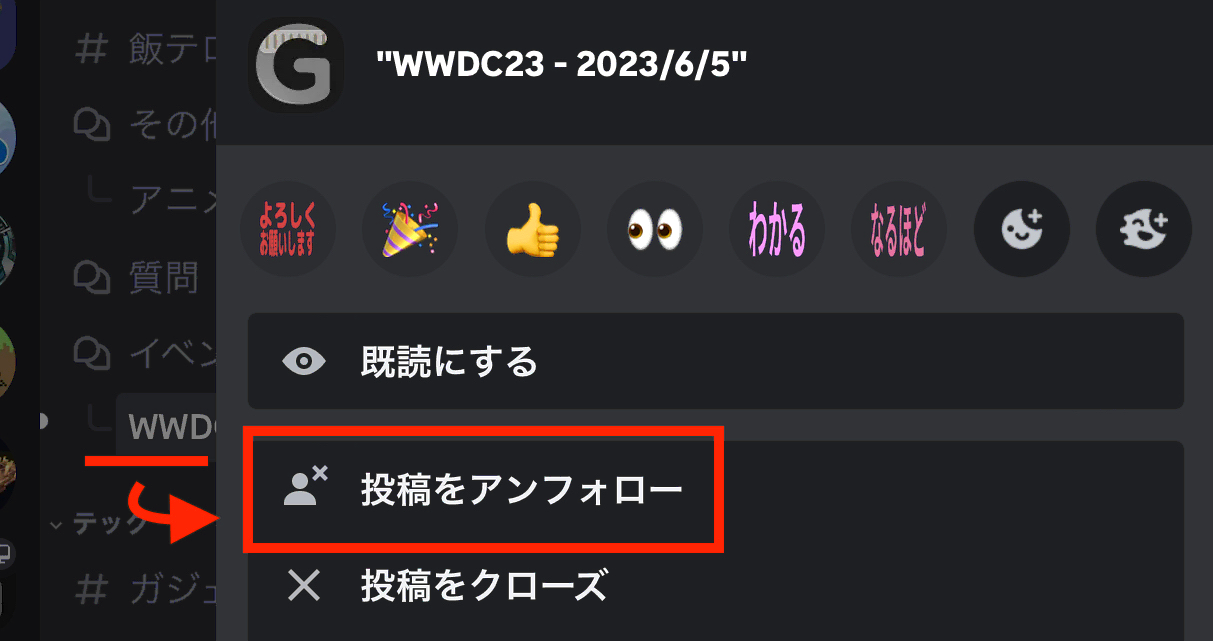 飯テロ
その他
アニメ
質問
イベン
WWDC
テック
ガジェ
G
"WWDC23 - 2023/6/5"
よろしく
お願いします
わかる
なるほど
既読にする
投稿をアンフォロー
投稿をクローズ